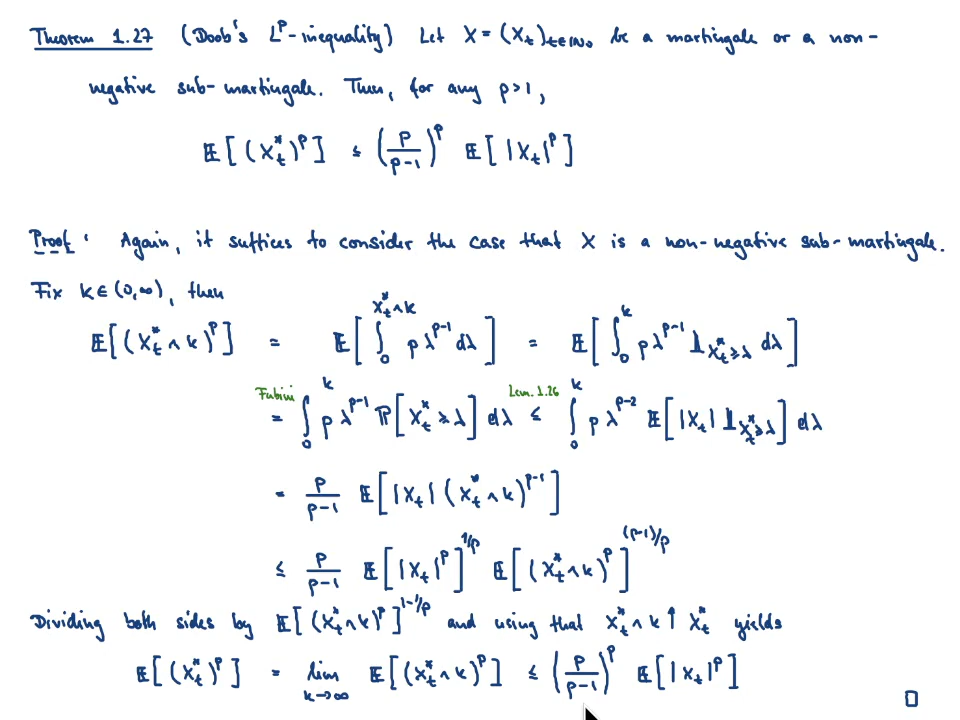 Theorem 1.27 (Doob's L^p-inequality) Let X = (X_t)_{t∈ℕ_0} be a martingale or a non-
negative sub-martingale. Then, for any p>1,
𝔼[(X_t^*)^p] ≤ (p/(p-1))^p 𝔼[|X_t|^p]
Proof: Again, it suffices to consider the case that X is a non-negative sub-martingale.
Fix k∈(0,∞), then
𝔼[(X_t^* ∧ k)^p] = 𝔼[∫_0^{X_t^* ∧ k} pλ^{p-1} dλ] = 𝔼[∫_0^k pλ^{p-1} 𝟙_{X_t^* ≥ λ} dλ]
Fubini = ∫_0^k pλ^{p-1} ℙ[X_t^* ≥ λ] dλ Lem. 1.26 ≤ ∫_0^k pλ^{p-2} 𝔼[|X_t| 𝟙_{X_t^* ≥ λ}] dλ
= p/(p-1) 𝔼[|X_t| (X_t^* ∧ k)^{p-1}]
≤ p/(p-1) 𝔼[|X_t|^p]^{1/p} 𝔼[(X_t^* ∧ k)^p]^{(p-1)/p}
Dividing both sides by 𝔼[(X_t^* ∧ k)^p]^{1-1/p} and using that X_t^* ∧ k ↑ X_t^* yields
𝔼[(X_t^*)^p] = lim_{k→∞} 𝔼[(X_t^* ∧ k)^p] ≤ (p/(p-1))^p 𝔼[|X_t|^p] □